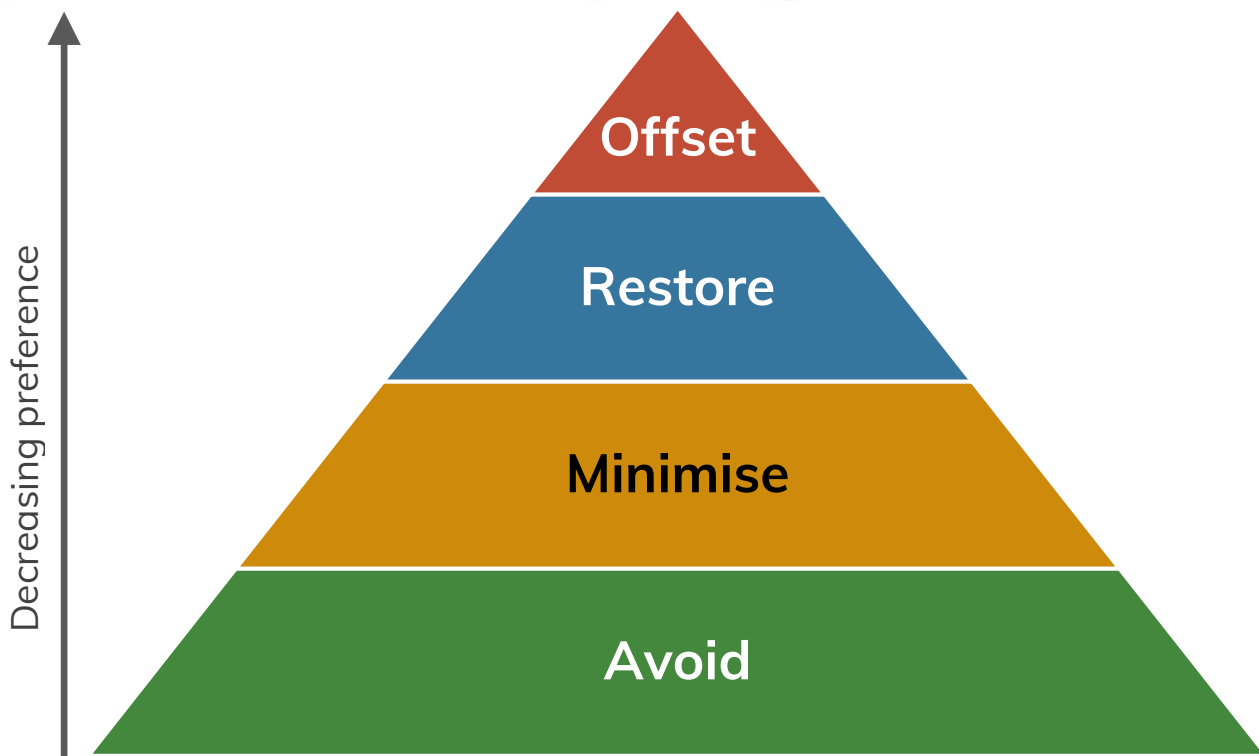 Offset
Restore
Minimise
Avoid
Decreasing preference